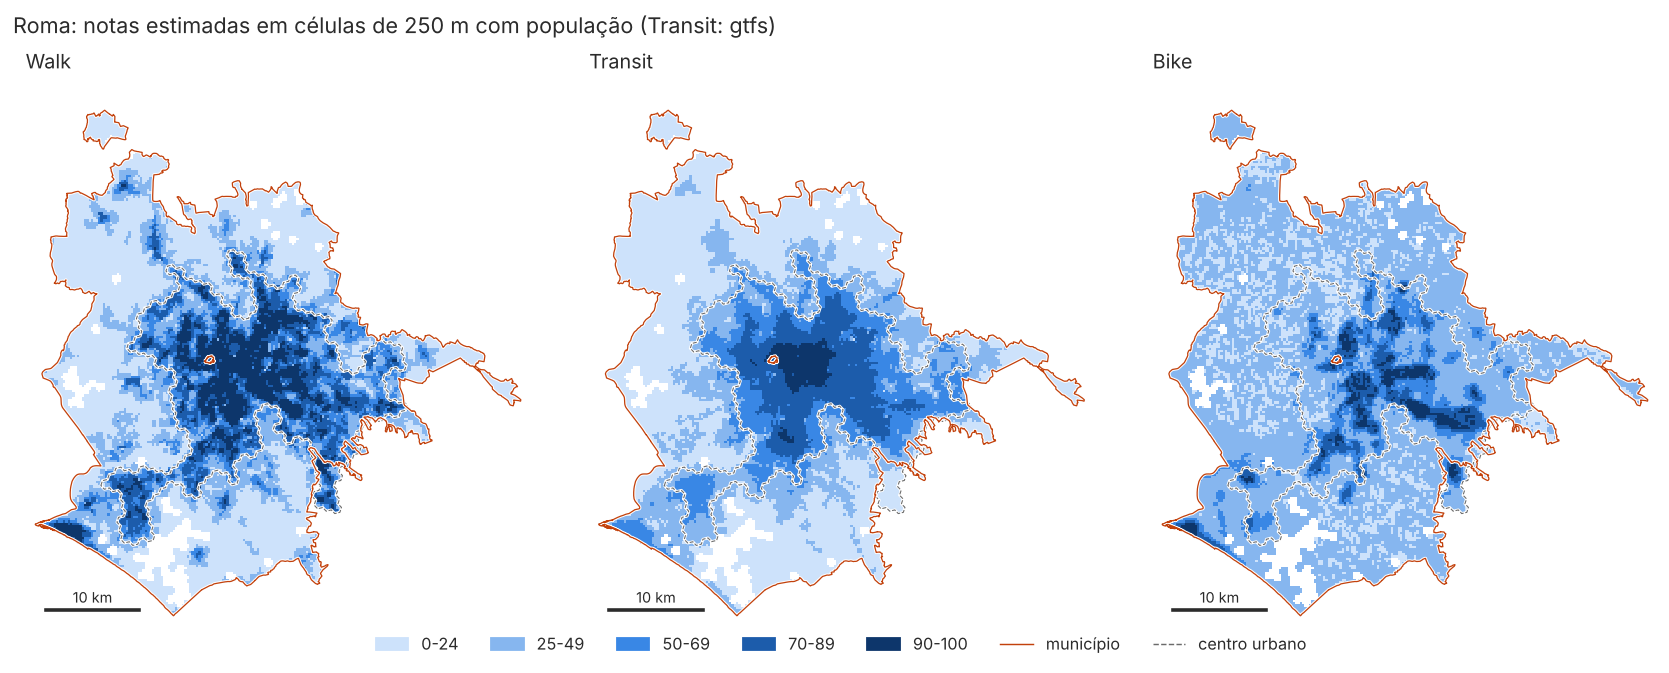 Roma: notas estimadas em células de 250 m com população (Transit: gtfs)
Walk
Transit
Bike
10 km
10 km
10 km
0-24
25-49
50-69
70-89
90-100
município
centro urbano